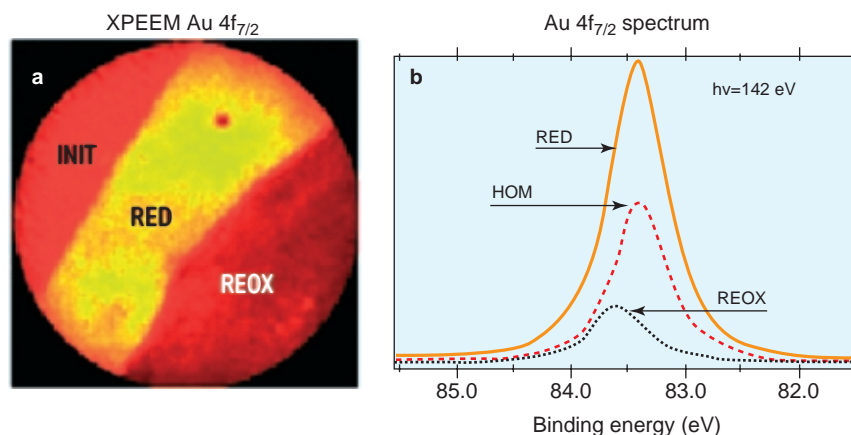 XPEEM Au 4f7/2
a
INIT
RED
REOX
Au 4f7/2 spectrum
b
hν=142 eV
RED
HOM
REOX
85.0 84.0 83.0 82.0
Binding energy (eV)